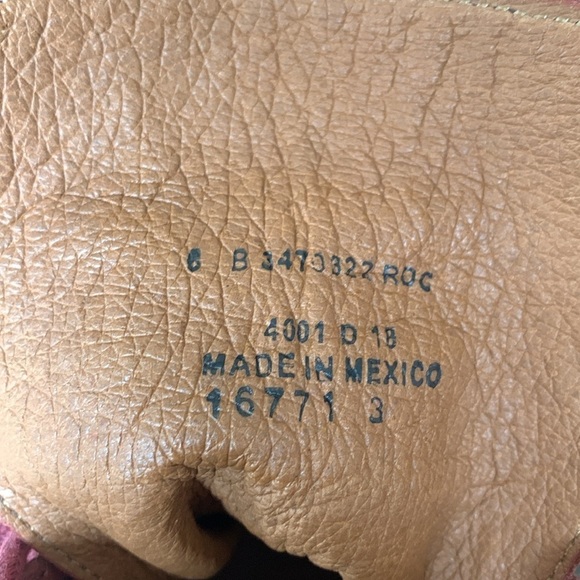 6 B 3470322 ROC
4001 D 18
MADE IN MEXICO
16771 3